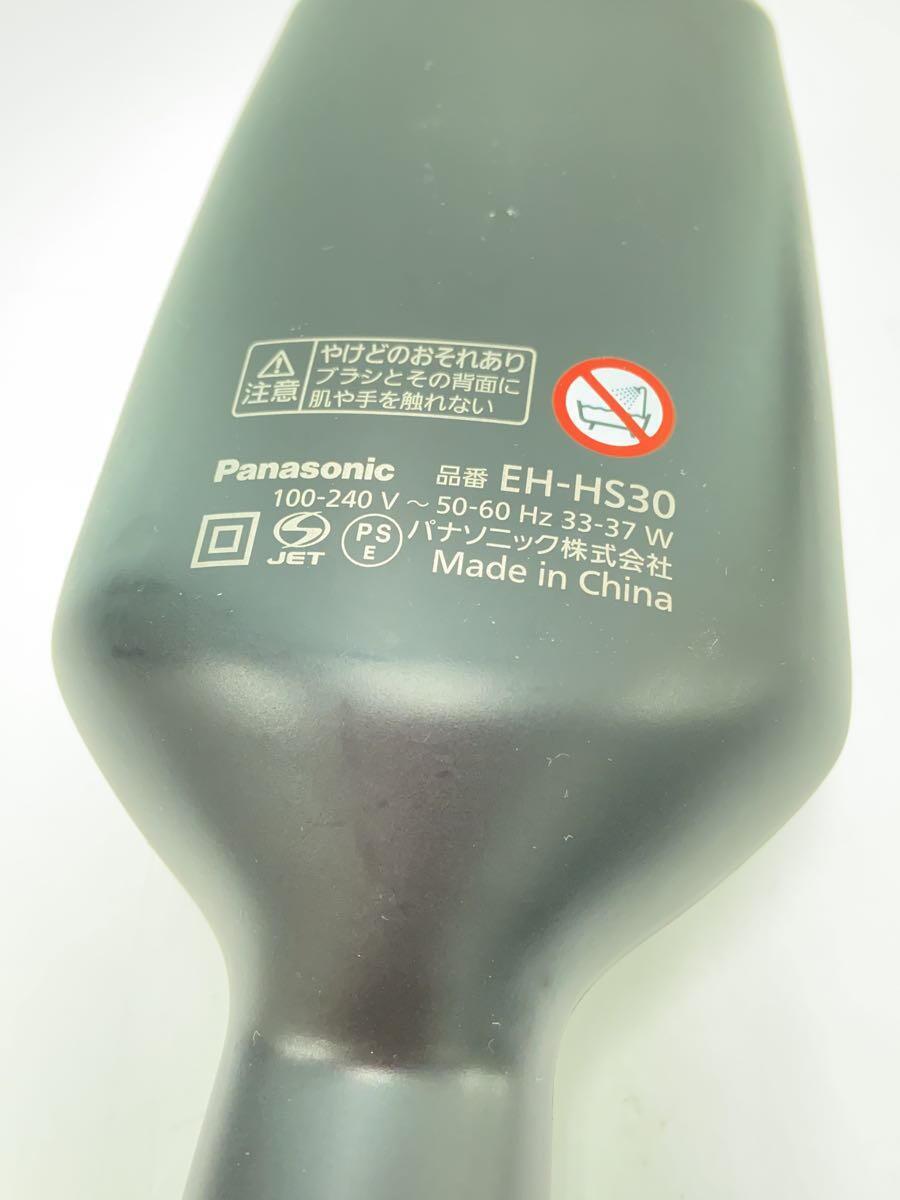 注意
やけどのおそれあり
ブラシとその背面に
肌や手を触れない
Panasonic 品番 EH-HS30
100-240 V ～ 50-60 Hz 33-37 W
JET PS E パナソニック株式会社
Made in China